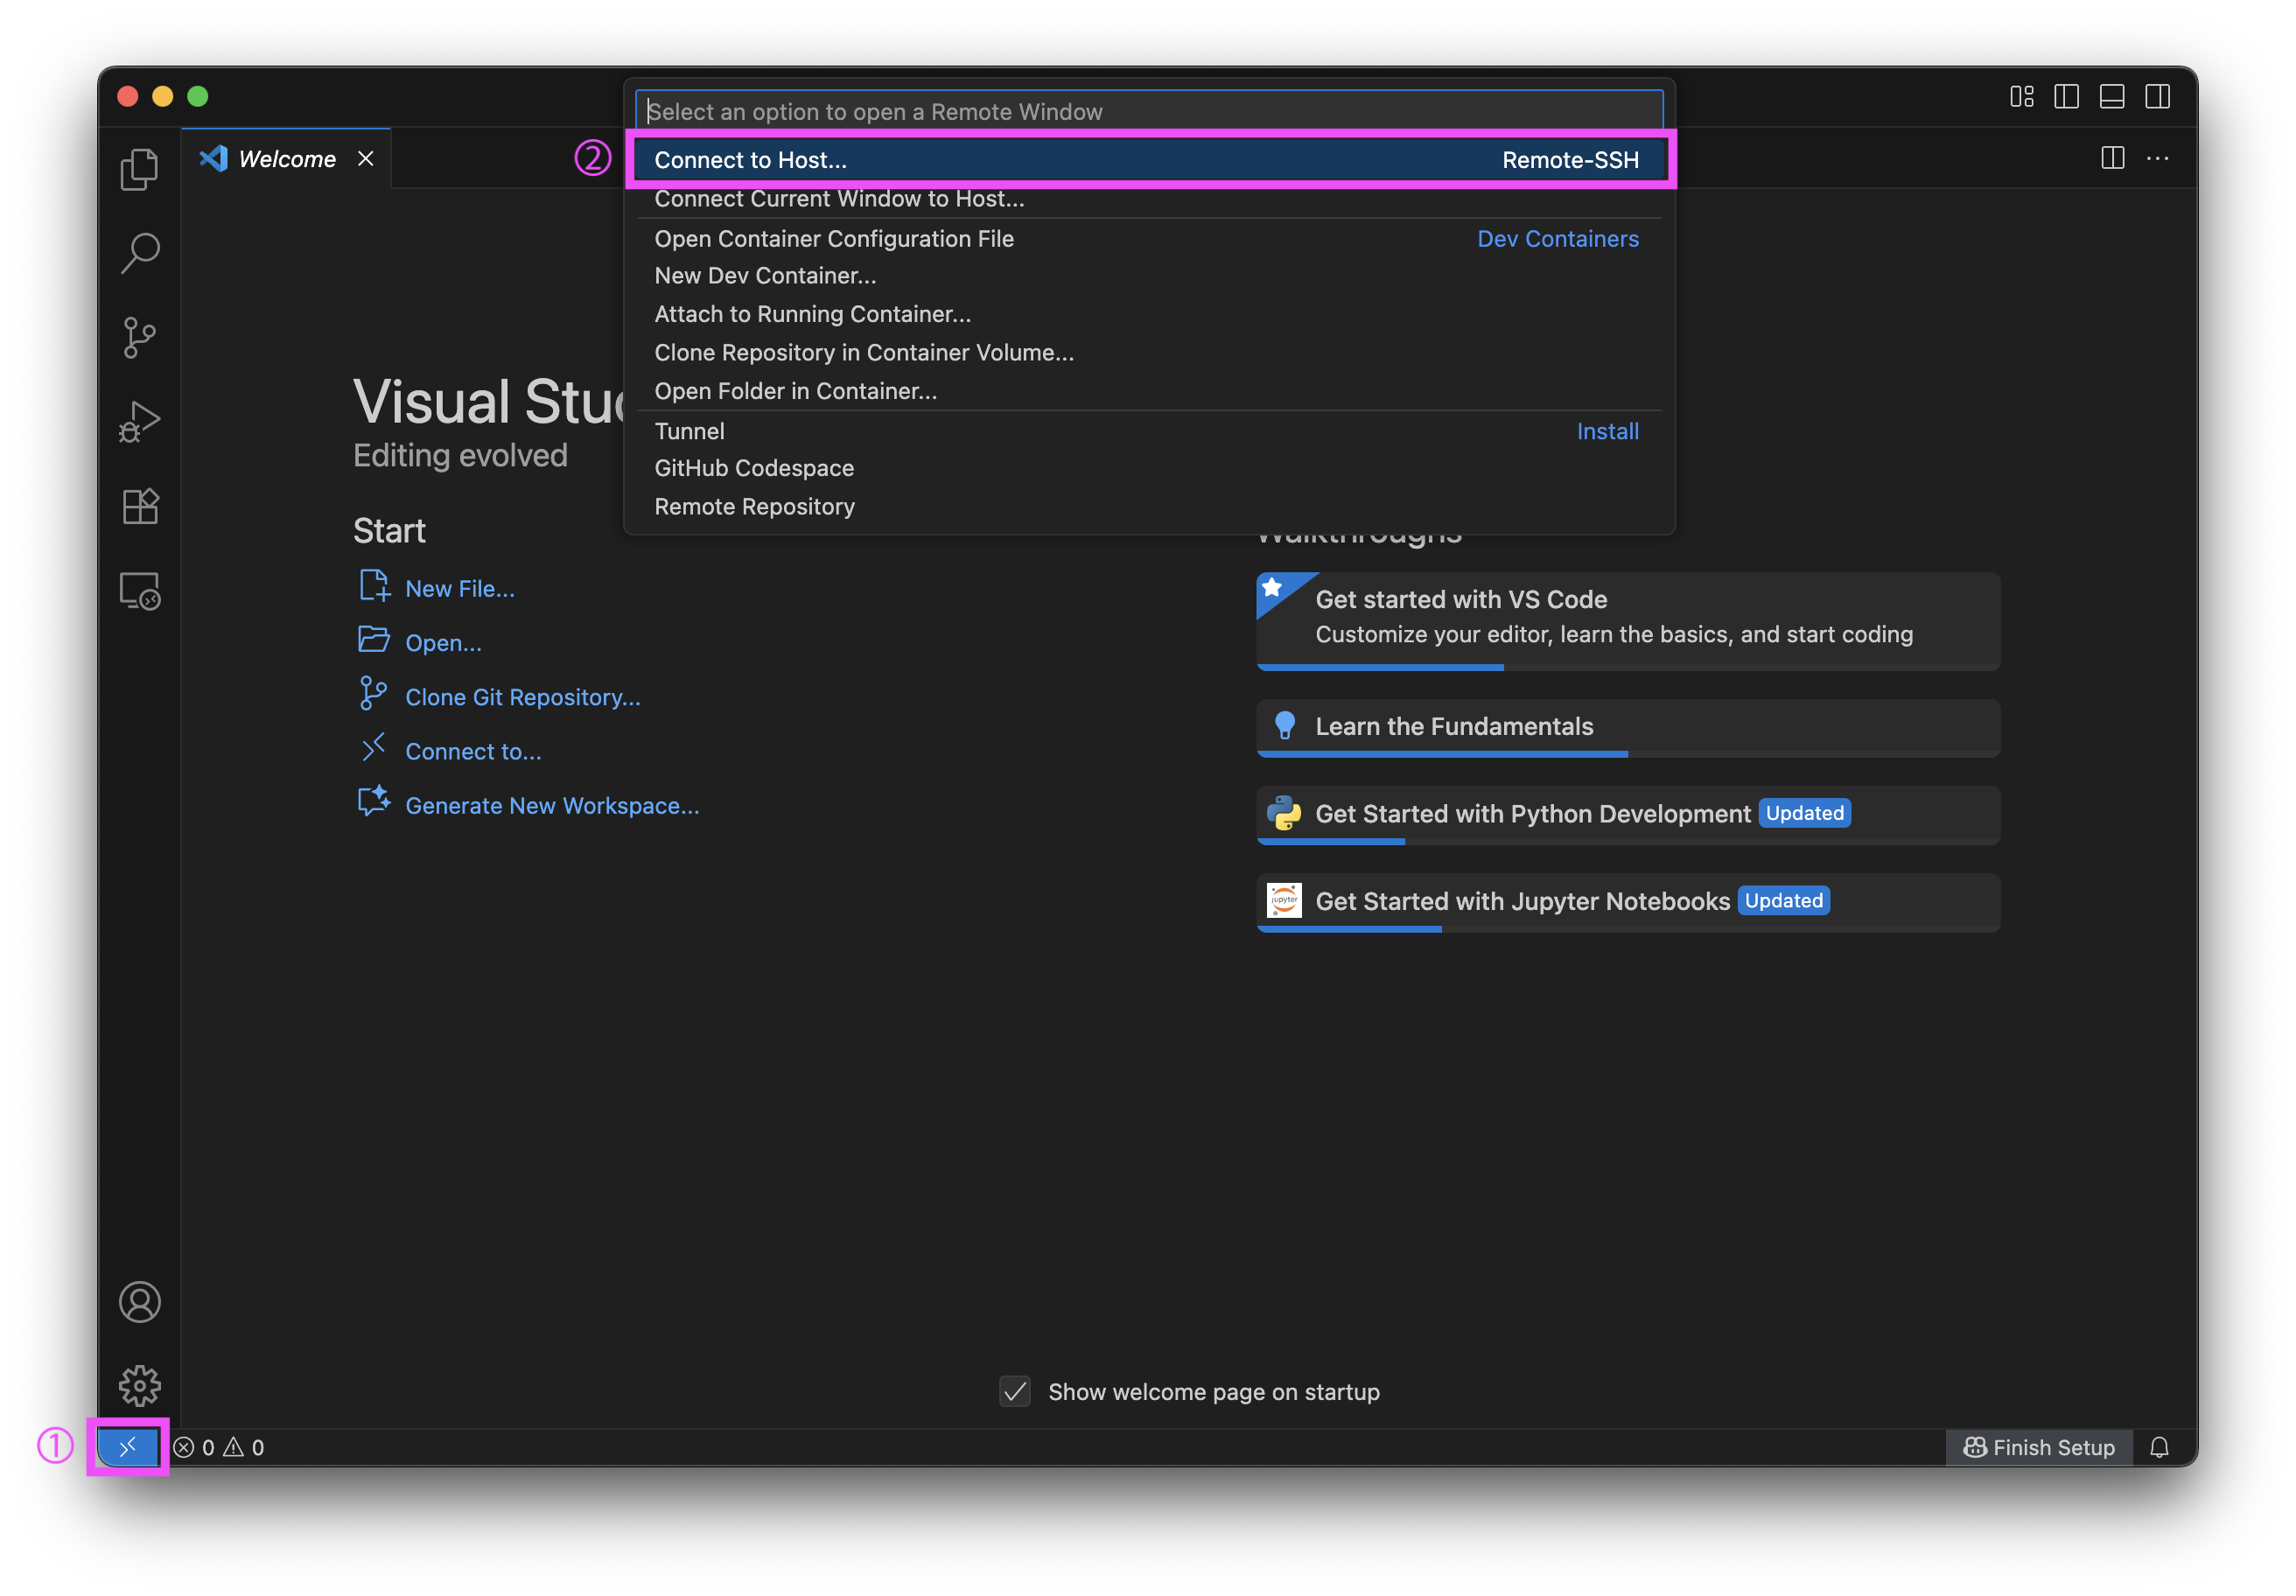 Select an option to open a Remote Window
Welcome
②
Connect to Host... Remote-SSH
Connect Current Window to Host...
Open Container Configuration File Dev Containers
New Dev Container...
Attach to Running Container...
Clone Repository in Container Volume...
Open Folder in Container...
Tunnel Install
GitHub Codespace
Remote Repository
Visual Stu
Editing evolved
Start
New File...
Open...
Clone Git Repository...
Connect to...
Generate New Workspace...
Walkthroughs
Get started with VS Code
Customize your editor, learn the basics, and start coding
Learn the Fundamentals
Get Started with Python Development Updated
jupyter
Get Started with Jupyter Notebooks Updated
Show welcome page on startup
①
0 0
Finish Setup